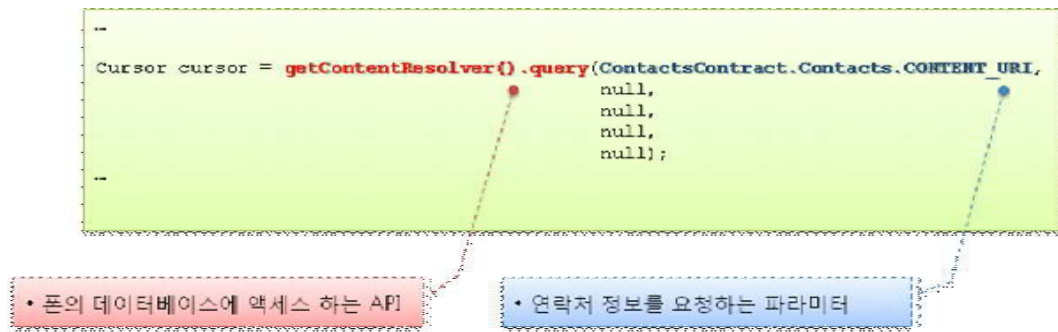 …
Cursor cursor = getContentResolver().query(ContactsContract.Contacts.CONTENT_URI,
null,
null,
null,
null);
…
• 폰의 데이터베이스에 액세스 하는 API
• 연락처 정보를 요청하는 파라미터